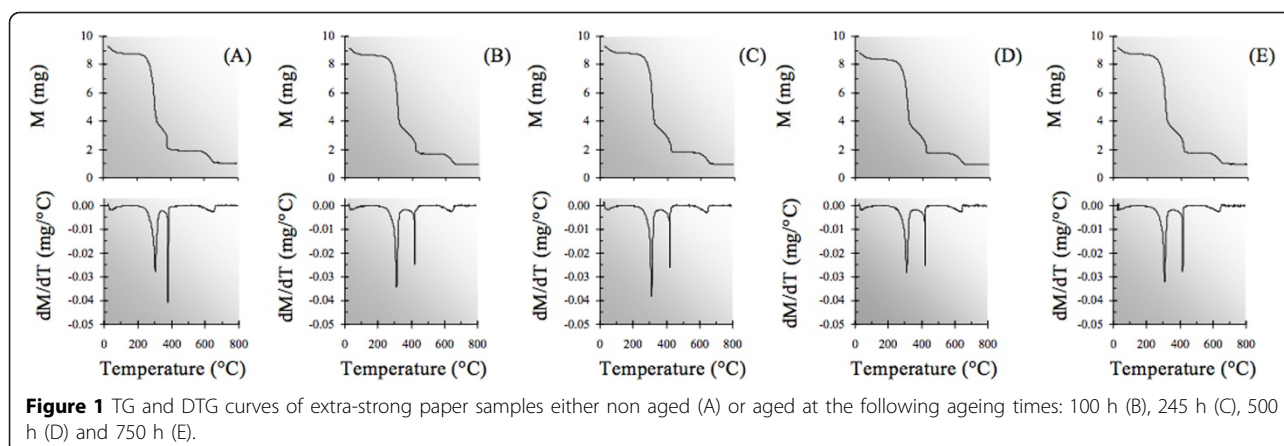 10
8
6
4
2
0
M (mg)
(A)
10
8
6
4
2
0
M (mg)
(B)
10
8
6
4
2
0
M (mg)
(C)
10
8
6
4
2
0
M (mg)
(D)
10
8
6
4
2
0
M (mg)
(E)
0.00
-0.01
-0.02
-0.03
-0.04
-0.05
dM/dT (mg/°C)
0 200 400 600 800
Temperature (°C)
0.00
-0.01
-0.02
-0.03
-0.04
-0.05
dM/dT (mg/°C)
0 200 400 600 800
Temperature (°C)
0.00
-0.01
-0.02
-0.03
-0.04
-0.05
dM/dT (mg/°C)
0 200 400 600 800
Temperature (°C)
0.00
-0.01
-0.02
-0.03
-0.04
-0.05
dM/dT (mg/°C)
0 200 400 600 800
Temperature (°C)
0.00
-0.01
-0.02
-0.03
-0.04
-0.05
dM/dT (mg/°C)
0 200 400 600 800
Temperature (°C)
Figure 1 TG and DTG curves of extra-strong paper samples either non aged (A) or aged at the following ageing times: 100 h (B), 245 h (C), 500
h (D) and 750 h (E).